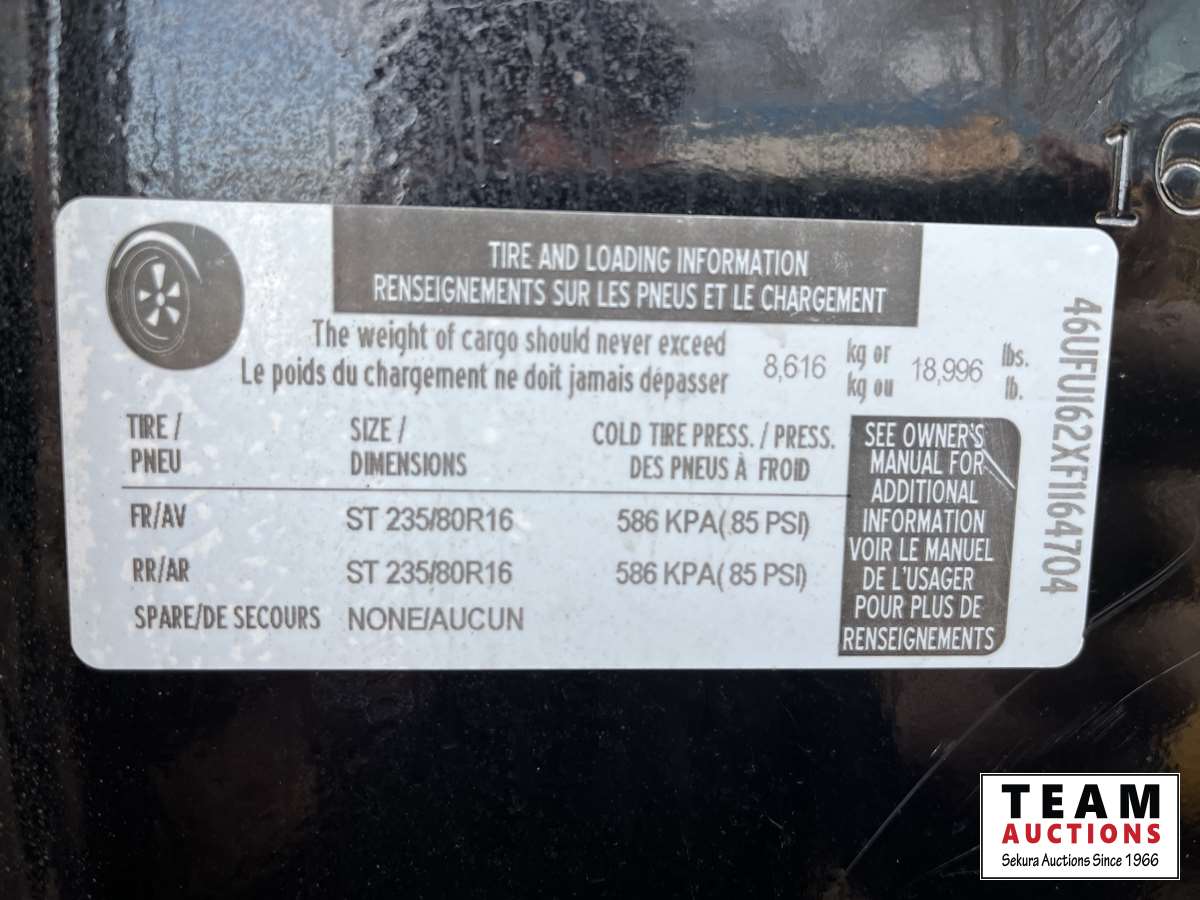 16
TIRE AND LOADING INFORMATION
RENSEIGNEMENTS SUR LES PNEUS ET LE CHARGEMENT
The weight of cargo should never exceed
Le poids du chargement ne doit jamais dépasser
8,616
kg or
kg ou
18,996
lbs.
lb.
TIRE /
PNEU
SIZE /
DIMENSIONS
COLD TIRE PRESS. / PRESS.
DES PNEUS À FROID
FR/AV ST 235/80R16 586 KPA( 85 PSI)
RR/AR ST 235/80R16 586 KPA( 85 PSI)
SPARE/DE SECOURS NONE/AUCUN
SEE OWNER'S
MANUAL FOR
ADDITIONAL
INFORMATION
VOIR LE MANUEL
DE L'USAGER
POUR PLUS DE
RENSEIGNEMENTS
46UFU162XF1164704
TEAM
AUCTIONS
Sekura Auctions Since 1966